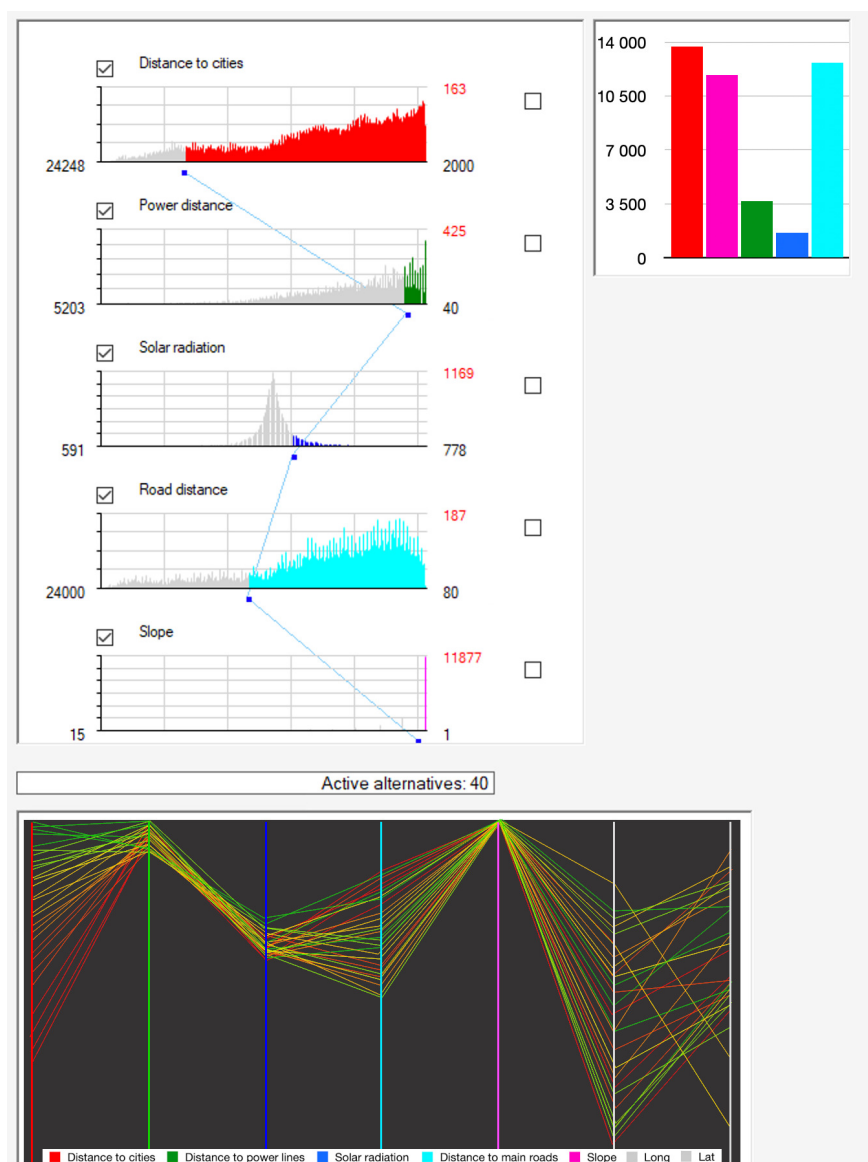 Distance to cities
163
24248
2000
Power distance
425
5203
40
Solar radiation
1169
591
778
Road distance
187
24000
80
Slope
11877
15
1
14 000
10 500
7 000
3 500
0
Active alternatives: 40
Distance to cities Distance to power lines Solar radiation Distance to main roads Slope Long Lat